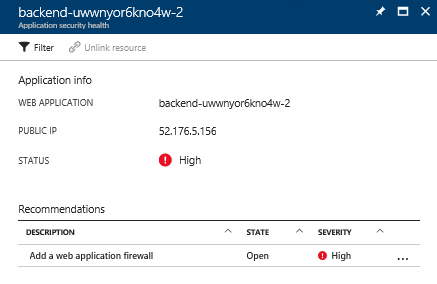 backend-uwwnyor6kno4w-2
Application security health
Filter Unlink resource
Application info
WEB APPLICATION backend-uwwnyor6kno4w-2
PUBLIC IP 52.176.5.156
STATUS High
Recommendations
DESCRIPTION STATE SEVERITY
Add a web application firewall Open High ...